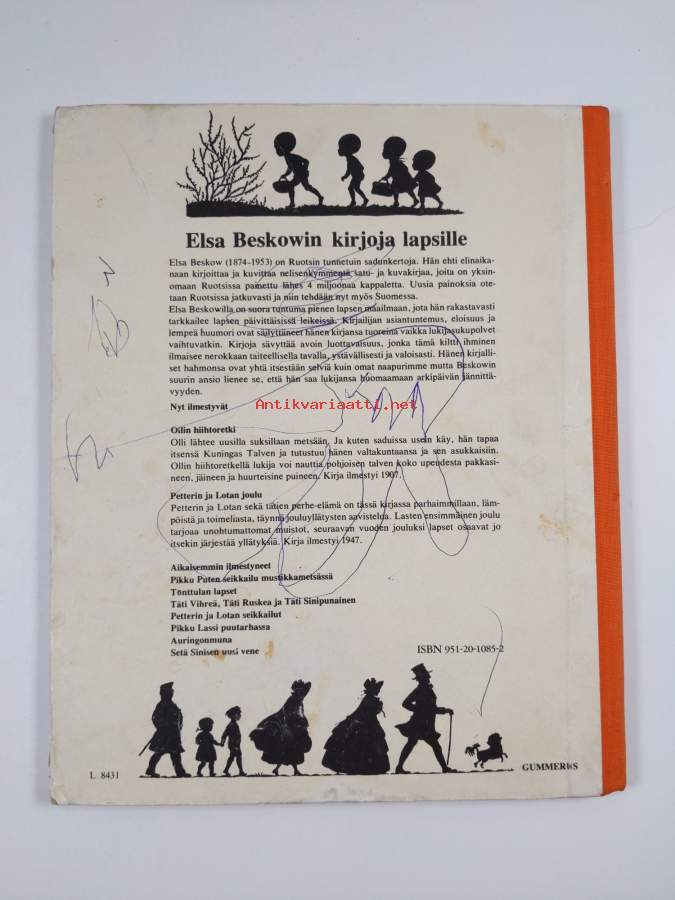 Elsa Beskowin kirjoja lapsille
Elsa Beskow (1874-1953) on Ruotsin tunnetuin sadunkertoja. Hän ehti elinaika-
naan kirjoittaa ja kuvittaa nelisenkymmentä satu- ja kuvakirjaa, joita on yksin-
omaan Ruotsissa painettu lähes 4 miljoonaa kappaletta. Uusia painoksia ote-
taan Ruotsissa jatkuvasti ja niin tehdään nyt myös Suomessa.
Elsa Beskowilla on suora tuntuma pienen lapsen maailmaan, jota hän rakastavasti
tarkkailee lapsen päivittäisissä leikeissä. Kirjailijan asiantuntemus, eloisuus ja
lempeä huumori ovat säilyttäneet hänen kirjansa tuoreina vaikka lukijasukupolvet
vaihtuvatkin. Kirjoja sävyttää avoin luottavaisuus, jonka tämä kiltti ihminen
ilmaisee nerokkaan taiteellisella tavalla, ystävällisesti ja valoisasti. Hänen kirjalli-
set hahmonsa ovat yhtä itsestään selviä kuin omat naapurimme mutta Beskowin
suurin ansio lienee se, että hän saa lukijansa huomaamaan arkipäivän jännittä-
vyyden.
Antikvariaatti.net
Nyt ilmestyvät
Ollin hiihtoretki
Olli lähtee uusilla suksillaan metsään. Ja kuten saduissa usein käy, hän tapaa
itsensä Kuningas Talven ja tutustuu hänen valtakuntaansa ja sen asukkaisiin.
Ollin hiihtoretkellä lukija voi nauttia pohjoisen talven koko upeudesta pakkasi-
neen, jäineen ja huurteisine puineen. Kirja ilmestyi 1907.
Petterin ja Lotan joulu
Petterin ja Lotan sekä tätien perhe-elämä on tässä kirjassa parhaimmillaan, läm-
pöistä ja toimeliasta, täynnä jouluyllätysten aavistelua. Lasten ensimmäinen joulu
tarjoaa unohtumattomat muistot, seuraavan vuoden jouluksi lapset osaavat jo
itsekin järjestää yllätyksiä. Kirja ilmestyi 1947.
Aikaisemmin ilmestyneet
Pikku Puten seikkailu mustikkametsässä
Tonttulan lapset
Täti Vihreä, Täti Ruskea ja Täti Sinipunainen
Petterin ja Lotan seikkailut
Pikku Lassi puutarhassa
Auringonmuna
Setä Sinisen uusi vene
ISBN 951-20-1085-2
L 8431
GUMMERUS